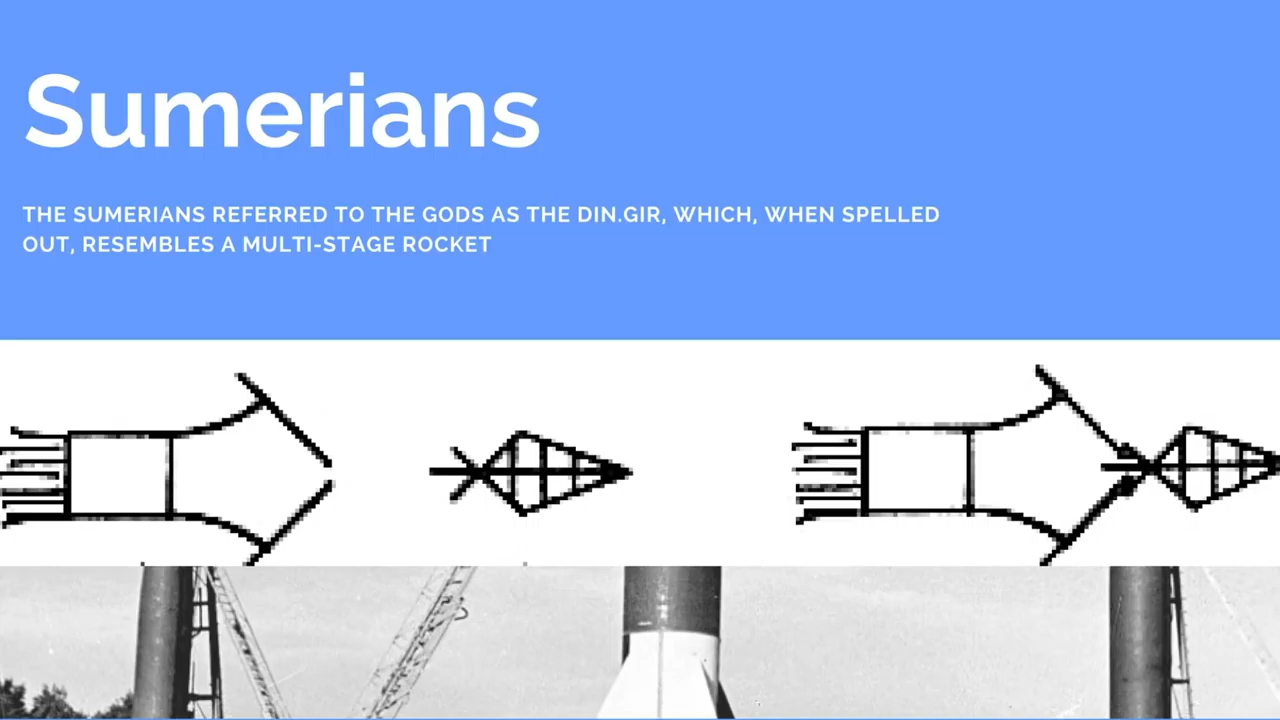 Sumerians
THE SUMERIANS REFERRED TO THE GODS AS THE DIN.GIR, WHICH, WHEN SPELLED
OUT, RESEMBLES A MULTI-STAGE ROCKET